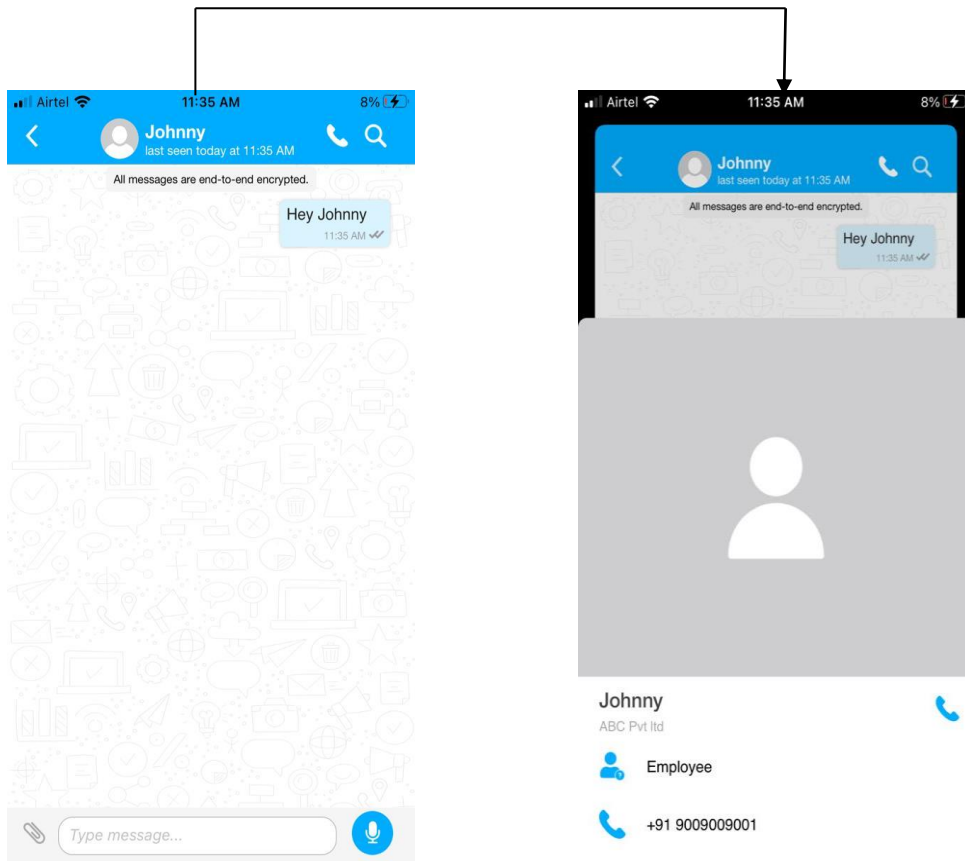 Airtel 11:35 AM 8%
Johnny
last seen today at 11:35 AM
All messages are end-to-end encrypted.
Hey Johnny
11:35 AM
Type message...
Airtel 11:35 AM 8%
Johnny
last seen today at 11:35 AM
All messages are end-to-end encrypted.
Hey Johnny
11:35 AM
Johnny
ABC Pvt ltd
Employee
+91 9009009001